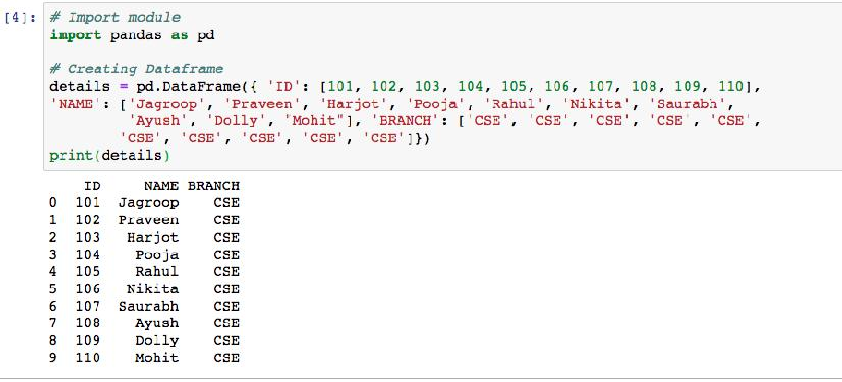 [4]: # Import module
import pandas as pd
# Creating Dataframe
details = pd.DataFrame({ 'ID': [101, 102, 103, 104, 105, 106, 107, 108, 109, 110],
'NAME': ['Jagroop', 'Praveen', 'Harjot', 'Pooja', 'Rahul', 'Nikita', 'Saurabh',
'Ayush', 'Dolly', "Mohit"], 'BRANCH': ['CSE', 'CSE', 'CSE', 'CSE', 'CSE',
'CSE', 'CSE', 'CSE', 'CSE', 'CSE']})
print(details)
ID NAME BRANCH
0 101 Jagroop CSE
1 102 Praveen CSE
2 103 Harjot CSE
3 104 Pooja CSE
4 105 Rahul CSE
5 106 Nikita CSE
6 107 Saurabh CSE
7 108 Ayush CSE
8 109 Dolly CSE
9 110 Mohit CSE